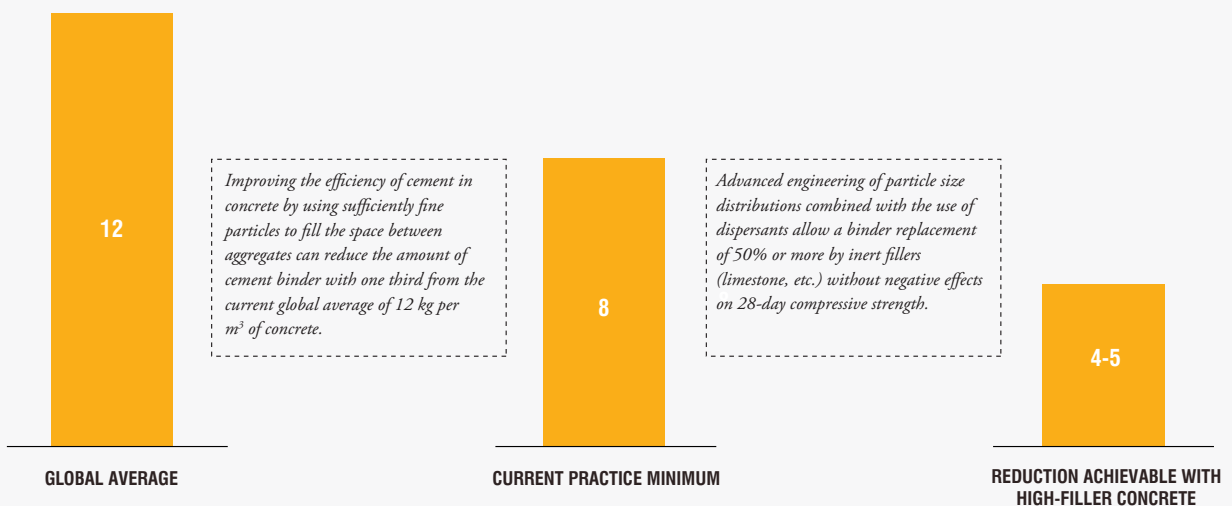 12
GLOBAL AVERAGE
Improving the efficiency of cement in
concrete by using sufficiently fine
particles to fill the space between
aggregates can reduce the amount of
cement binder with one third from the
current global average of 12 kg per
m³ of concrete.
8
CURRENT PRACTICE MINIMUM
Advanced engineering of particle size
distributions combined with the use of
dispersants allow a binder replacement
of 50% or more by inert fillers
(limestone, etc.) without negative effects
on 28-day compressive strength.
4-5
REDUCTION ACHIEVABLE WITH
HIGH-FILLER CONCRETE